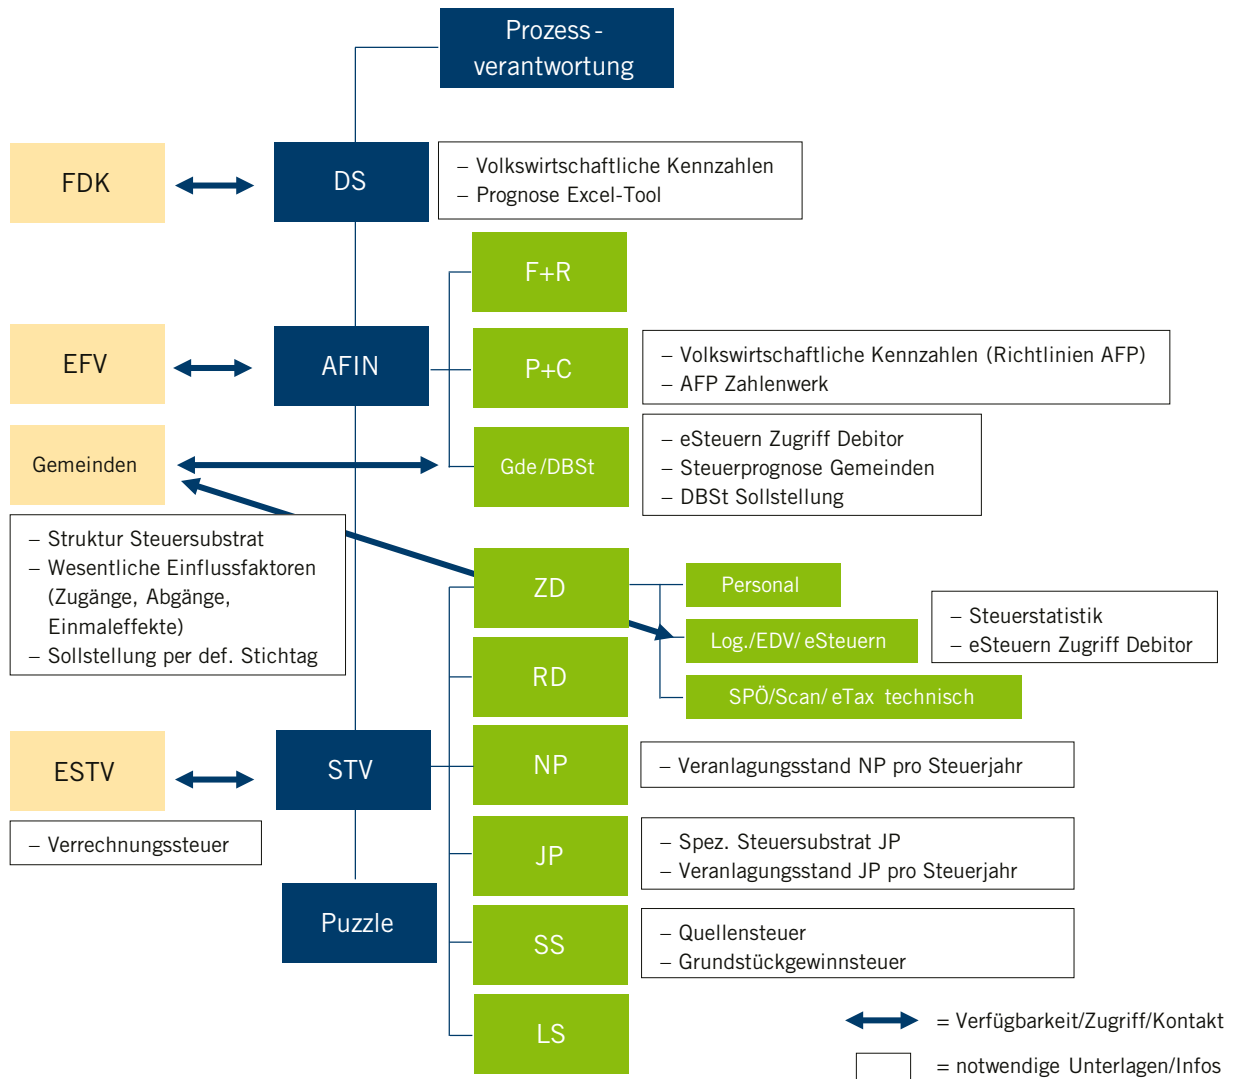 Prozess-
verantwortung
FDK
DS
– Volkswirtschaftliche Kennzahlen
– Prognose Excel-Tool
F+R
EFV
AFIN
P+C
– Volkswirtschaftliche Kennzahlen (Richtlinien AFP)
– AFP Zahlenwerk
Gemeinden
Gde/DBSt
– eSteuern Zugriff Debitor
– Steuerprognose Gemeinden
– DBSt Sollstellung
– Struktur Steuersubstrat
– Wesentliche Einflussfaktoren
(Zugänge, Abgänge,
Einmaleffekte)
– Sollstellung per def. Stichtag
ZD
Personal
Log./EDV/eSteuern
– Steuerstatistik
– eSteuern Zugriff Debitor
SPÖ/Scan/eTax technisch
RD
ESTV
STV
NP
– Veranlagungsstand NP pro Steuerjahr
– Verrechnungssteuer
JP
– Spez. Steuersubstrat JP
– Veranlagungsstand JP pro Steuerjahr
Puzzle
SS
– Quellensteuer
– Grundstückgewinnsteuer
LS
= Verfügbarkeit/Zugriff/Kontakt
= notwendige Unterlagen/Infos